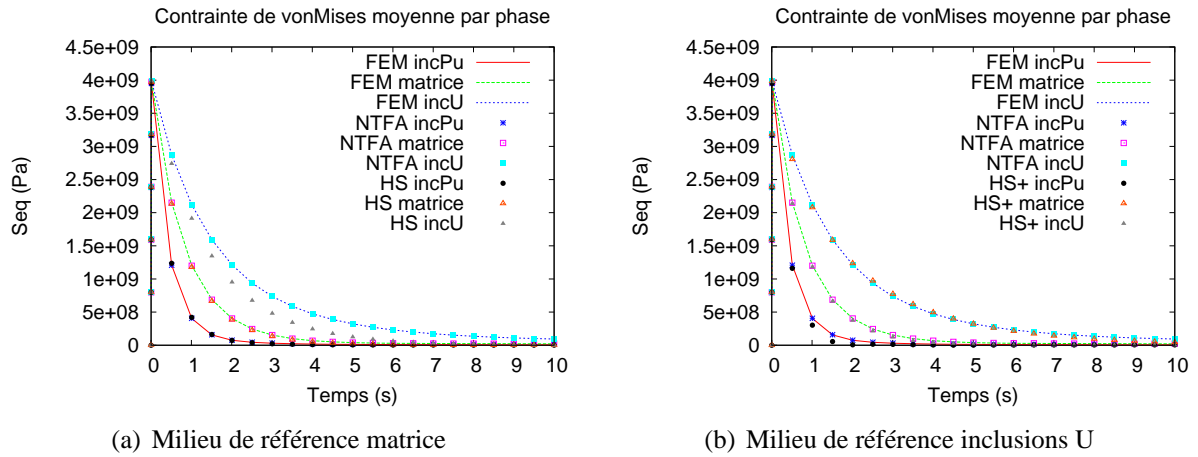 Contrainte de vonMises moyenne par phase
4.5e+09
4e+09
3.5e+09
3e+09
2.5e+09
2e+09
1.5e+09
1e+09
5e+08
0
Seq (Pa)
FEM incPu
FEM matrice
FEM incU
NTFA incPu
NTFA matrice
NTFA incU
HS incPu
HS matrice
HS incU
0 1 2 3 4 5 6 7 8 9 10
Temps (s)
(a) Milieu de référence matrice
Contrainte de vonMises moyenne par phase
4.5e+09
4e+09
3.5e+09
3e+09
2.5e+09
2e+09
1.5e+09
1e+09
5e+08
0
Seq (Pa)
FEM incPu
FEM matrice
FEM incU
NTFA incPu
NTFA matrice
NTFA incU
HS+ incPu
HS+ matrice
HS+ incU
0 1 2 3 4 5 6 7 8 9 10
Temps (s)
(b) Milieu de référence inclusions U